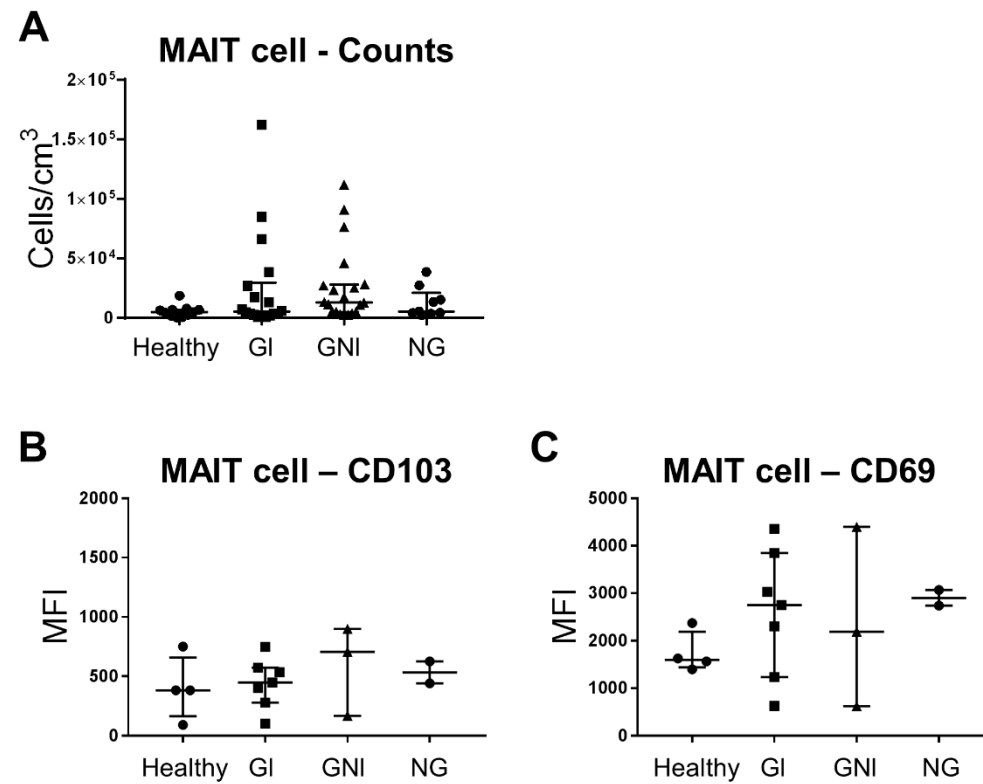 A
MAIT cell - Counts
2×10⁵
1.5×10⁵
1×10⁵
5×10⁴
0
Cells/cm³
Healthy GI GNI NG
B
MAIT cell – CD103
2000
1500
1000
500
0
MFI
Healthy GI GNI NG
C
MAIT cell – CD69
5000
4000
3000
2000
1000
0
MFI
Healthy GI GNI NG